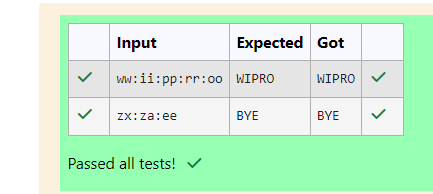 Input Expected Got
ww:ii:pp:rr:oo WIPRO WIPRO
zx:za:ee BYE BYE
Passed all tests!